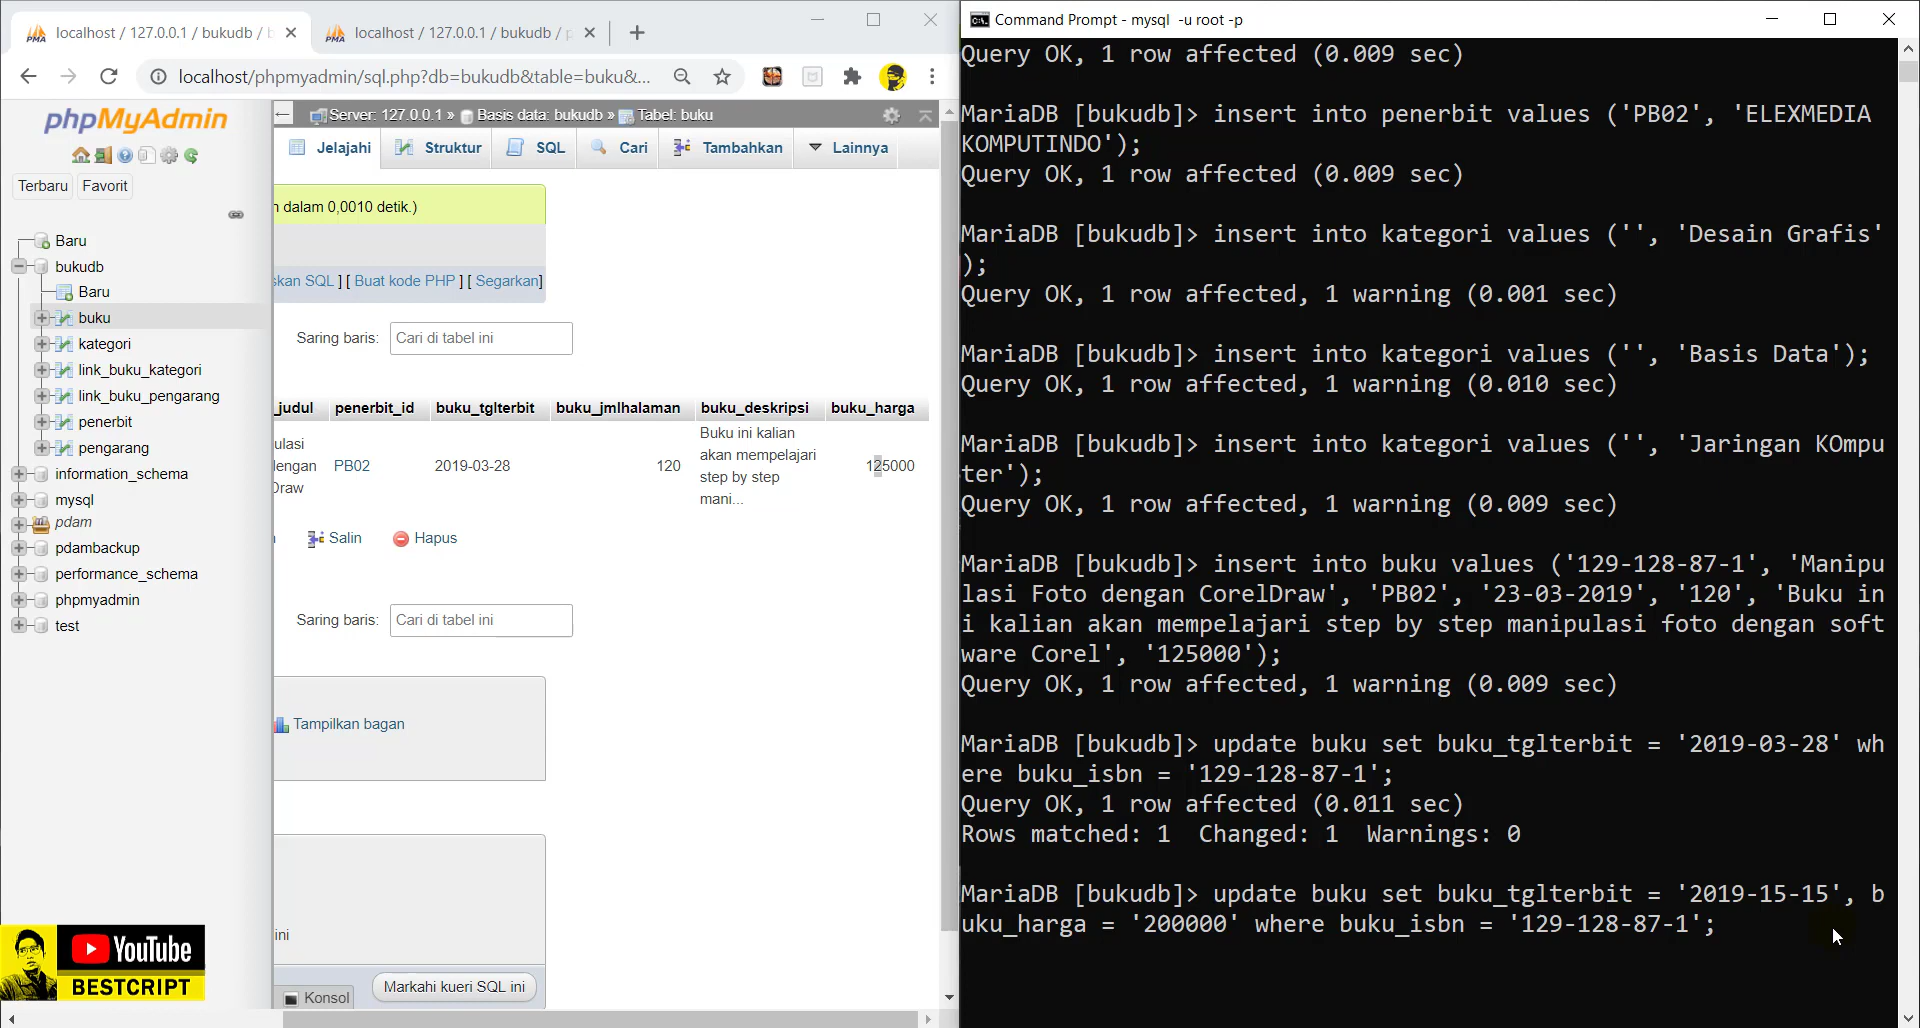 localhost / 127.0.0.1 / bukudb / b
localhost / 127.0.0.1 / bukudb / p
localhost/phpmyadmin/sql.php?db=bukudb&table=buku&...
phpMyAdmin
Terbaru
Favorit
Baru
bukudb
Baru
buku
kategori
link_buku_kategori
link_buku_pengarang
penerbit
pengarang
information_schema
mysql
pdam
pdambackup
performance_schema
phpmyadmin
test
Server: 127.0.0.1 » Basis data: bukudb » Tabel: buku
Jelajahi
Struktur
SQL
Cari
Tambahkan
Lainnya
dalam 0,0010 detik.)
skan SQL ] [ Buat kode PHP ] [ Segarkan]
Saring baris:
Cari di tabel ini
_judul penerbit_id buku_tglterbit buku_jmlhalaman buku_deskripsi buku_harga
ulasi
lengan
Draw
PB02
2019-03-28
120
Buku ini kalian
akan mempelajari
step by step
mani...
125000
Salin
Hapus
Saring baris:
Cari di tabel ini
Tampilkan bagan
ini
Markahi kueri SQL ini
Konsol
YouTube
BESTCRIPT
Command Prompt - mysql -u root -p
Query OK, 1 row affected (0.009 sec)
MariaDB [bukudb]> insert into penerbit values ('PB02', 'ELEXMEDIA
KOMPUTINDO');
Query OK, 1 row affected (0.009 sec)
MariaDB [bukudb]> insert into kategori values ('', 'Desain Grafis'
);
Query OK, 1 row affected, 1 warning (0.001 sec)
MariaDB [bukudb]> insert into kategori values ('', 'Basis Data');
Query OK, 1 row affected, 1 warning (0.010 sec)
MariaDB [bukudb]> insert into kategori values ('', 'Jaringan KOmpu
ter');
Query OK, 1 row affected, 1 warning (0.009 sec)
MariaDB [bukudb]> insert into buku values ('129-128-87-1', 'Manipu
lasi Foto dengan CorelDraw', 'PB02', '23-03-2019', '120', 'Buku in
i kalian akan mempelajari step by step manipulasi foto dengan soft
ware Corel', '125000');
Query OK, 1 row affected, 1 warning (0.009 sec)
MariaDB [bukudb]> update buku set buku_tglterbit = '2019-03-28' wh
ere buku_isbn = '129-128-87-1';
Query OK, 1 row affected (0.011 sec)
Rows matched: 1  Changed: 1  Warnings: 0
MariaDB [bukudb]> update buku set buku_tglterbit = '2019-15-15', b
uku_harga = '200000' where buku_isbn = '129-128-87-1';